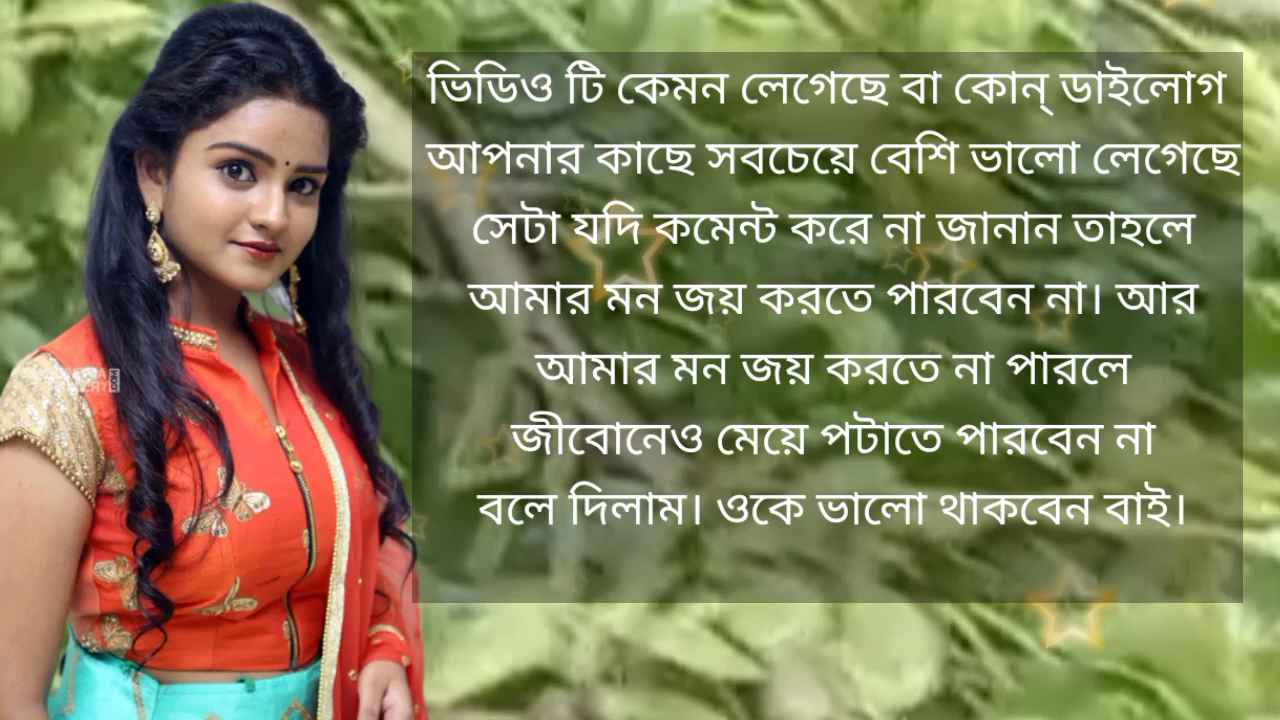 ভিডিও টি কেমন লেগেছে বা কোন্ ডাইলোগ
আপনার কাছে সবচেয়ে বেশি ভালো লেগেছে
সেটা যদি কমেন্ট করে না জানান তাহলে
আমার মন জয় করতে পারবেন না। আর
আমার মন জয় করতে না পারলে
জীবোনেও মেয়ে পটাতে পারবেন না
বলে দিলাম। ওকে ভালো থাকবেন বাই।